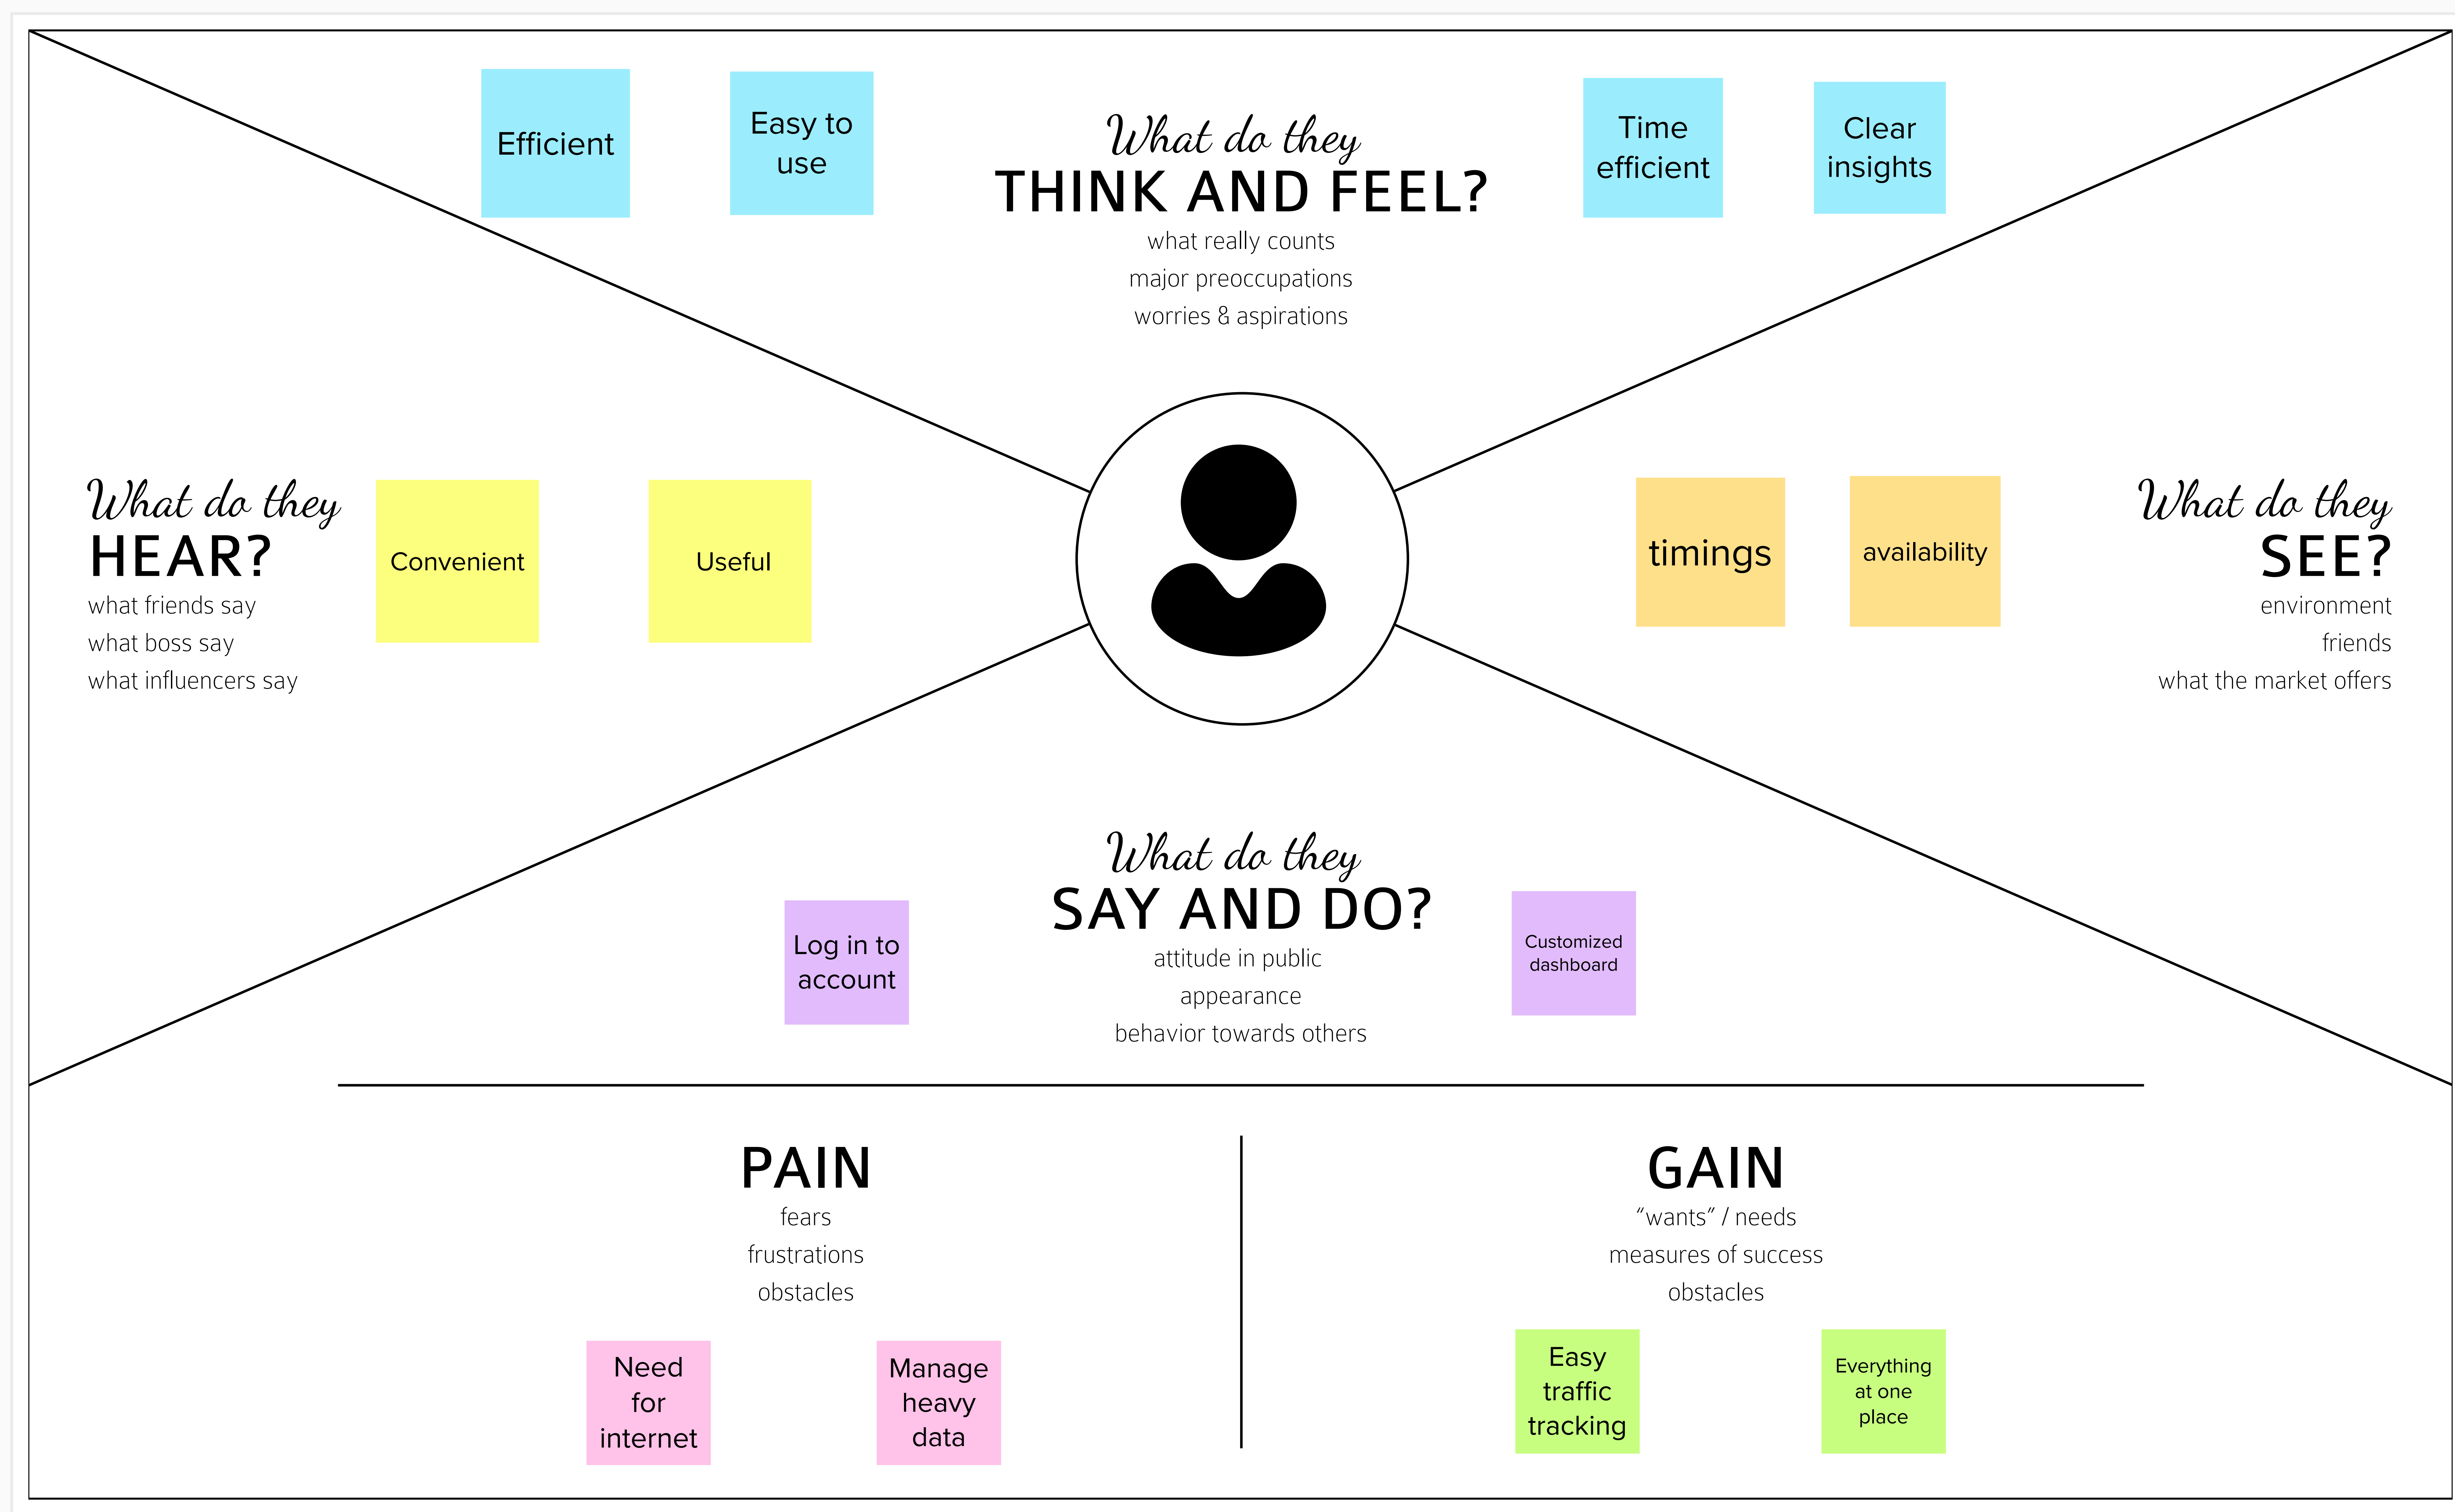 Efficient
Easy to
use
What do they
THINK AND FEEL?
what really counts
major preoccupations
worries & aspirations
Time
efficient
Clear
insights
What do they
HEAR?
what friends say
what boss say
what influencers say
Convenient
Useful
timings
availability
What do they
SEE?
environment
friends
what the market offers
What do they
SAY AND DO?
attitude in public
appearance
behavior towards others
Log in to
account
Customized
dashboard
PAIN
fears
frustrations
obstacles
Need
for
internet
Manage
heavy
data
GAIN
“wants” / needs
measures of success
obstacles
Easy
traffic
tracking
Everything
at one
place